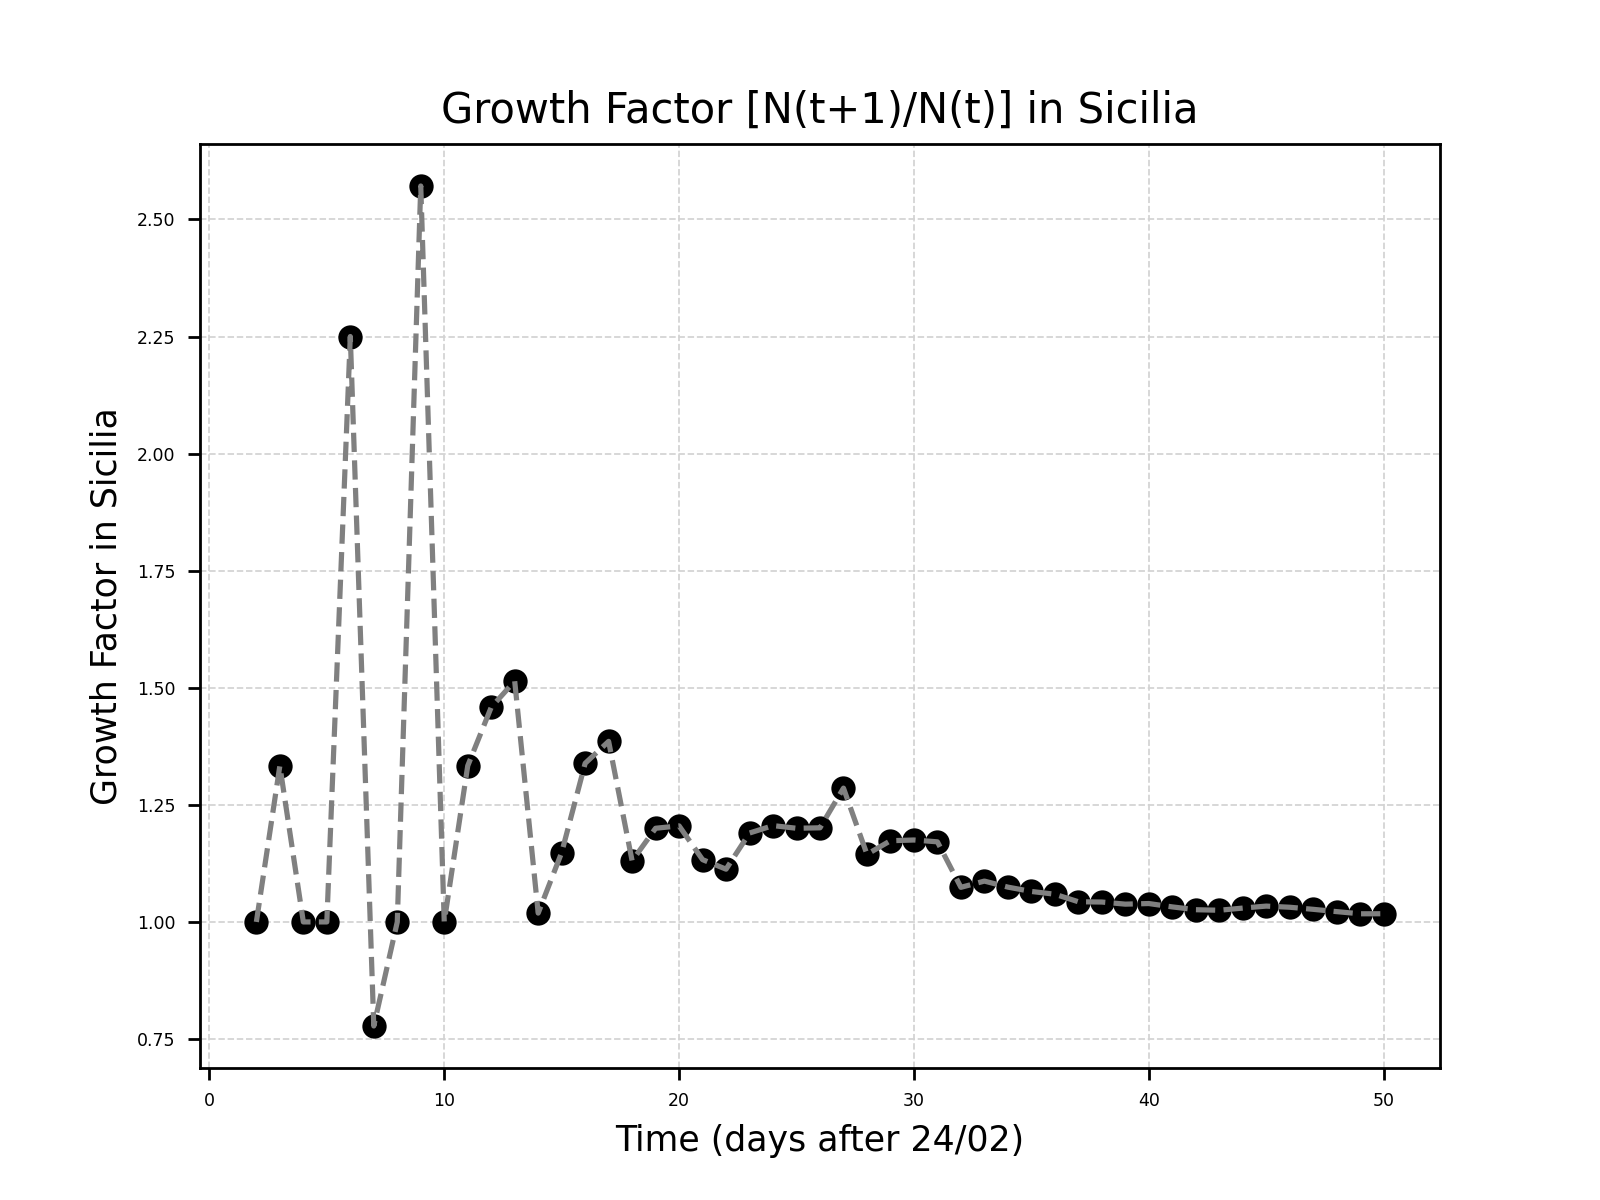 Growth Factor [N(t+1)/N(t)] in Sicilia
Growth Factor in Sicilia
2.50
2.25
2.00
1.75
1.50
1.25
1.00
0.75
0 10 20 30 40 50
Time (days after 24/02)